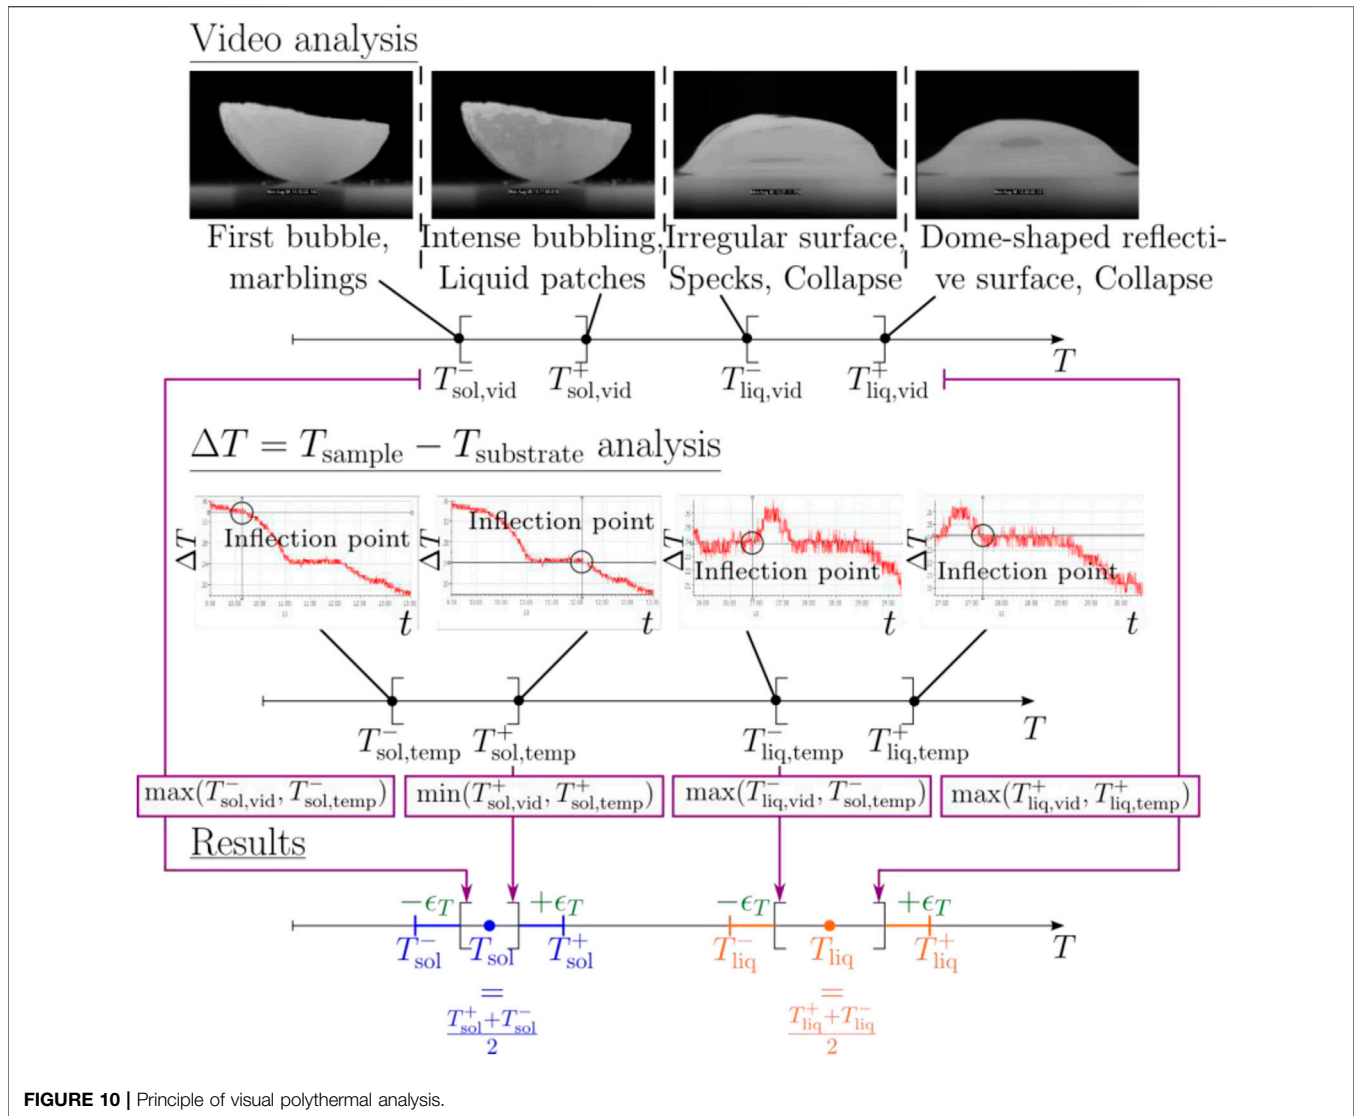 Video analysis
First bubble,
marblings
Intense bubbling,
Liquid patches
Irregular surface,
Specks, Collapse
Dome-shaped reflecti-
ve surface, Collapse
T
T⁻sol,vid
T⁺sol,vid
T⁻liq,vid
T⁺liq,vid
ΔT = Tsample − Tsubstrate analysis
ΔT
Inflection point
t
ΔT
Inflection point
t
ΔT
Inflection point
t
ΔT
Inflection point
t
T⁻sol,temp
T⁺sol,temp
T⁻liq,temp
T⁺liq,temp
T
max(T⁻sol,vid, T⁻sol,temp)
min(T⁺sol,vid, T⁺sol,temp)
max(T⁻liq,vid, T⁻sol,temp)
max(T⁺liq,vid, T⁺liq,temp)
Results
−ϵT
+ϵT
−ϵT
+ϵT
T⁻sol
Tsol
T⁺sol
T⁻liq
Tliq
T⁺liq
T
= (T⁺sol+T⁻sol)/2
= (T⁺liq+T⁻liq)/2
FIGURE 10 | Principle of visual polythermal analysis.